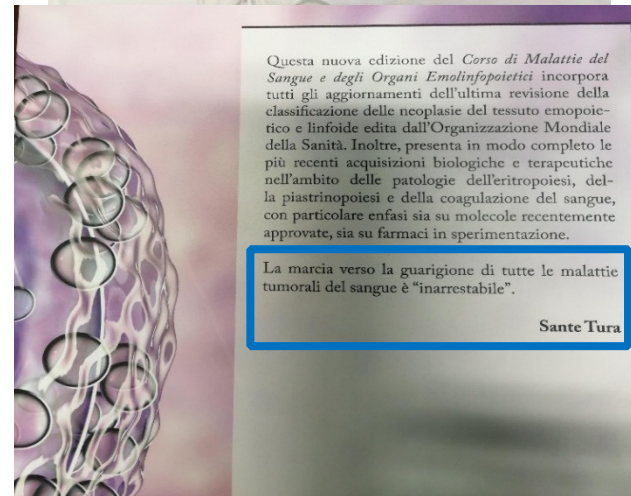 Questa nuova edizione del Corso di Malattie del
Sangue e degli Organi Emolinfopoietici incorpora
tutti gli aggiornamenti dell'ultima revisione della
classificazione delle neoplasie del tessuto emopoie-
tico e linfoide edita dall'Organizzazione Mondiale
della Sanità. Inoltre, presenta in modo completo le
più recenti acquisizioni biologiche e terapeutiche
nell'ambito delle patologie dell'eritropoiesi, del-
la piastrinopoiesi e della coagulazione del sangue,
con particolare enfasi sia su molecole recentemente
approvate, sia su farmaci in sperimentazione.
La marcia verso la guarigione di tutte le malattie
tumorali del sangue è “inarrestabile”.
Sante Tura